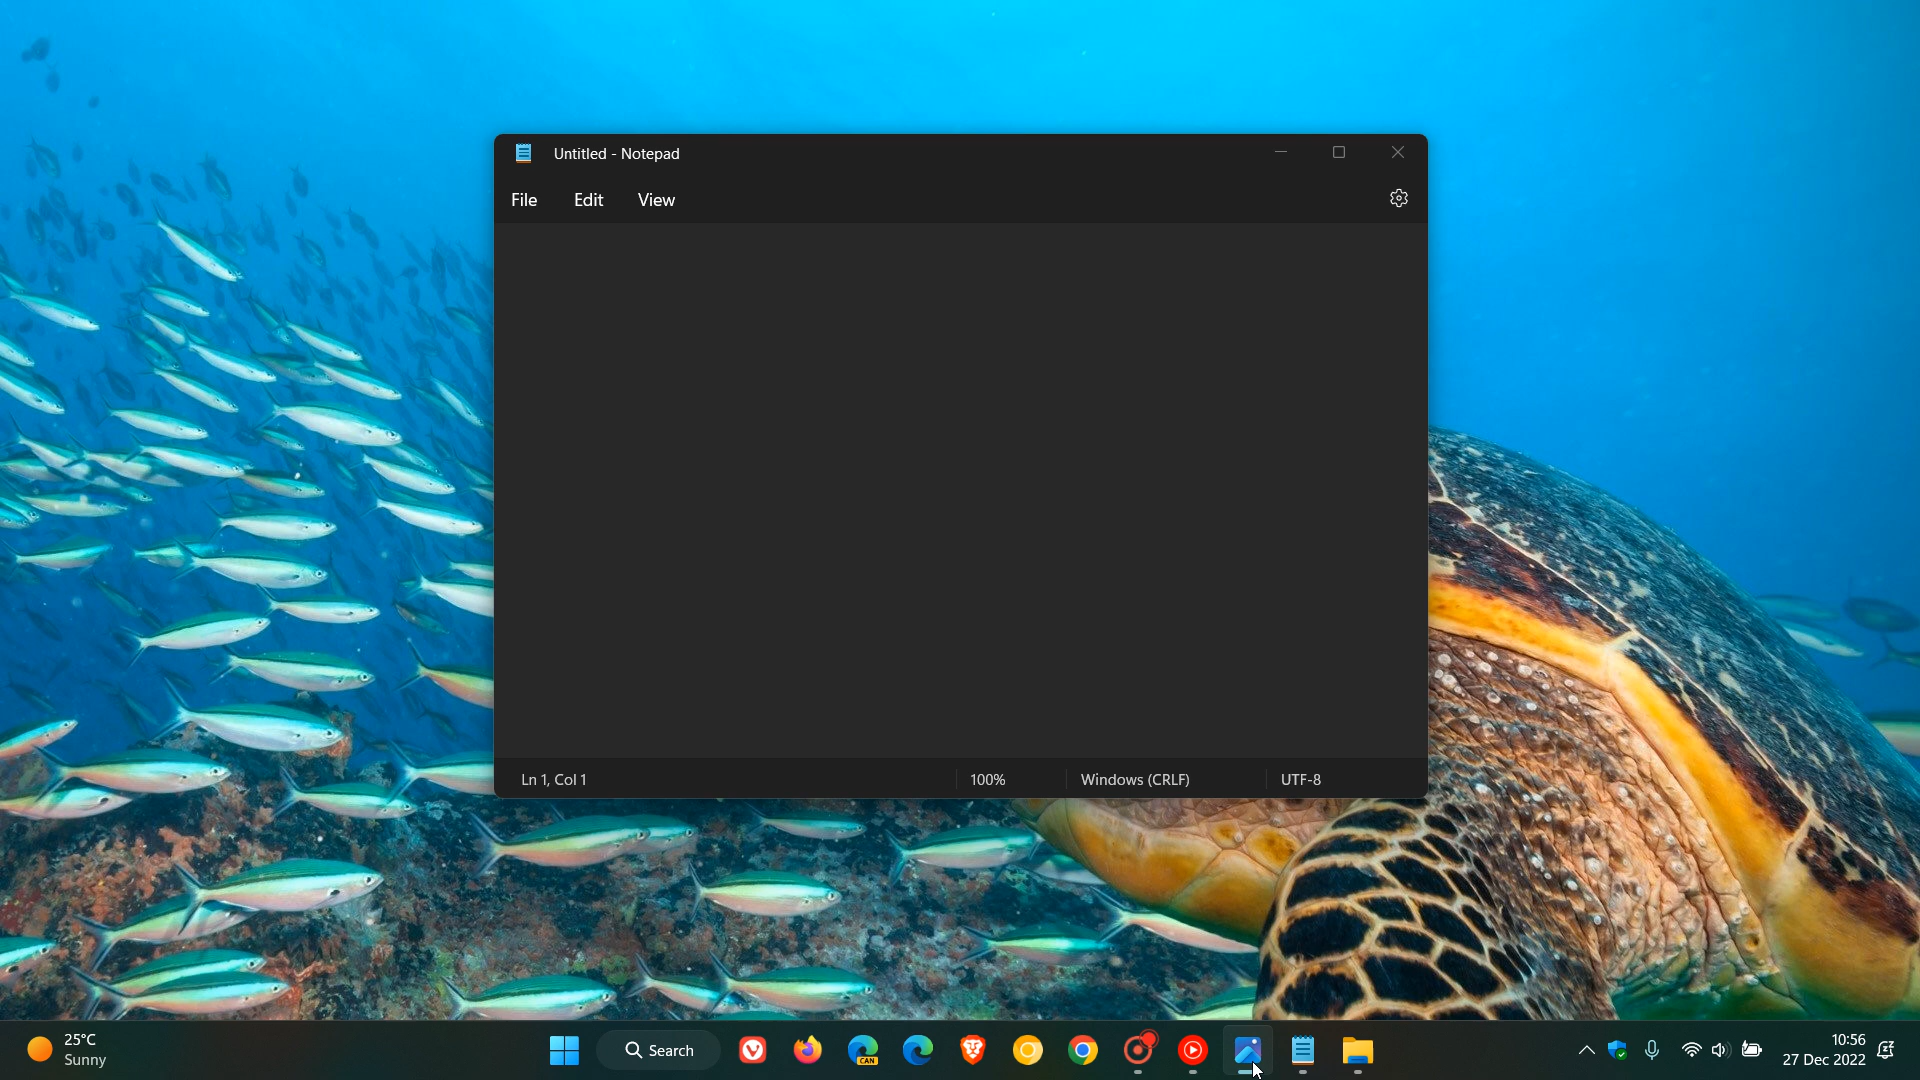 Untitled - Notepad
File Edit View
Ln 1, Col 1 100% Windows (CRLF) UTF-8
25°C
Sunny
Search
CAN
10:56
27 Dec 2022